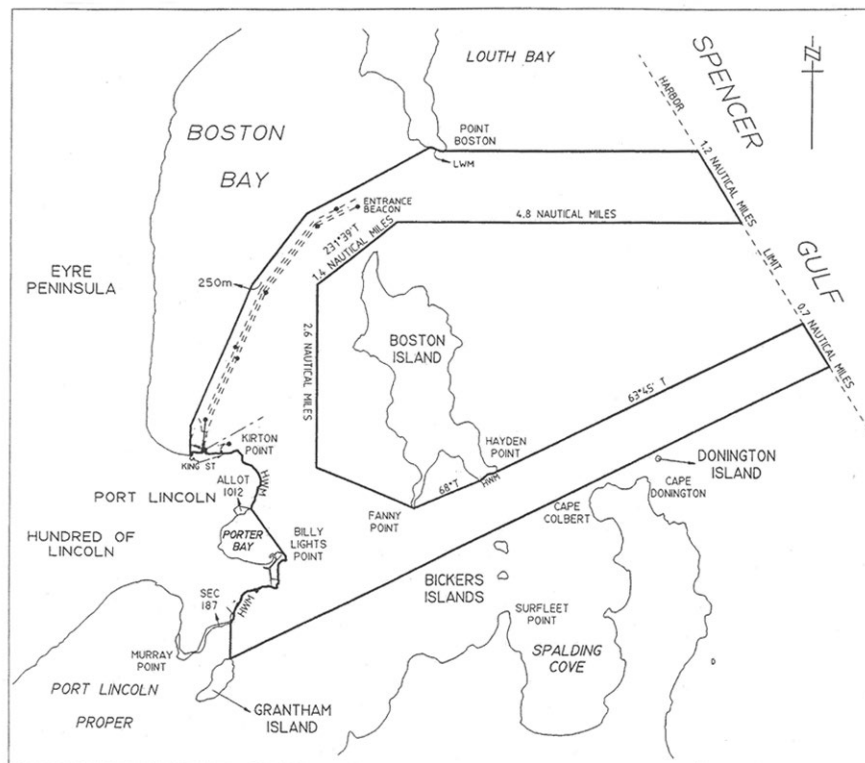 LOUTH BAY
SPENCER
GULF
N
HARBOR
LIMIT
BOSTON
BAY
POINT
BOSTON
LWM
1.2 NAUTICAL MILES
ENTRANCE
BEACON
4.8 NAUTICAL MILES
231°39'T
1.4 NAUTICAL MILES
EYRE
PENINSULA
250m
0.7 NAUTICAL MILES
BOSTON
ISLAND
2.6 NAUTICAL MILES
63°45' T
KIRTON
POINT
KING ST
HAYDEN
POINT
HWM
DONINGTON
ISLAND
PORT LINCOLN
ALLOT
1012
HWM
68°T
CAPE
DONINGTON
FANNY
POINT
CAPE
COLBERT
HUNDRED OF
LINCOLN
PORTER
BAY
BILLY
LIGHTS
POINT
BICKERS
ISLANDS
SEC
187
HWM
SURFLEET
POINT
MURRAY
POINT
SPALDING
COVE
PORT LINCOLN
PROPER
GRANTHAM
ISLAND